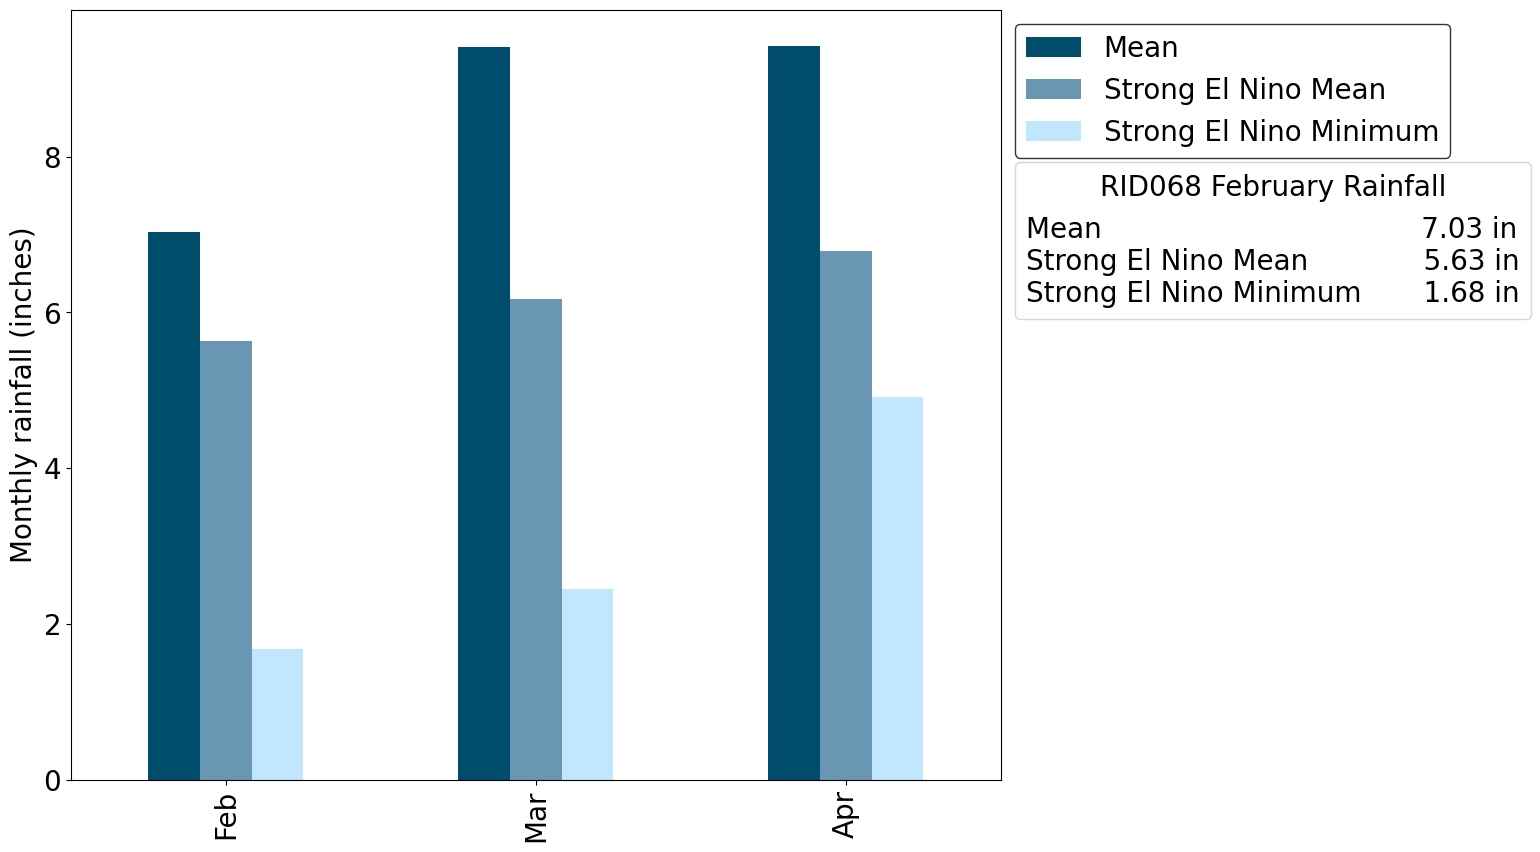 Monthly rainfall (inches)
8
6
4
2
0
Feb
Mar
Apr
Mean
Strong El Nino Mean
Strong El Nino Minimum
RID068 February Rainfall
Mean 7.03 in
Strong El Nino Mean 5.63 in
Strong El Nino Minimum 1.68 in